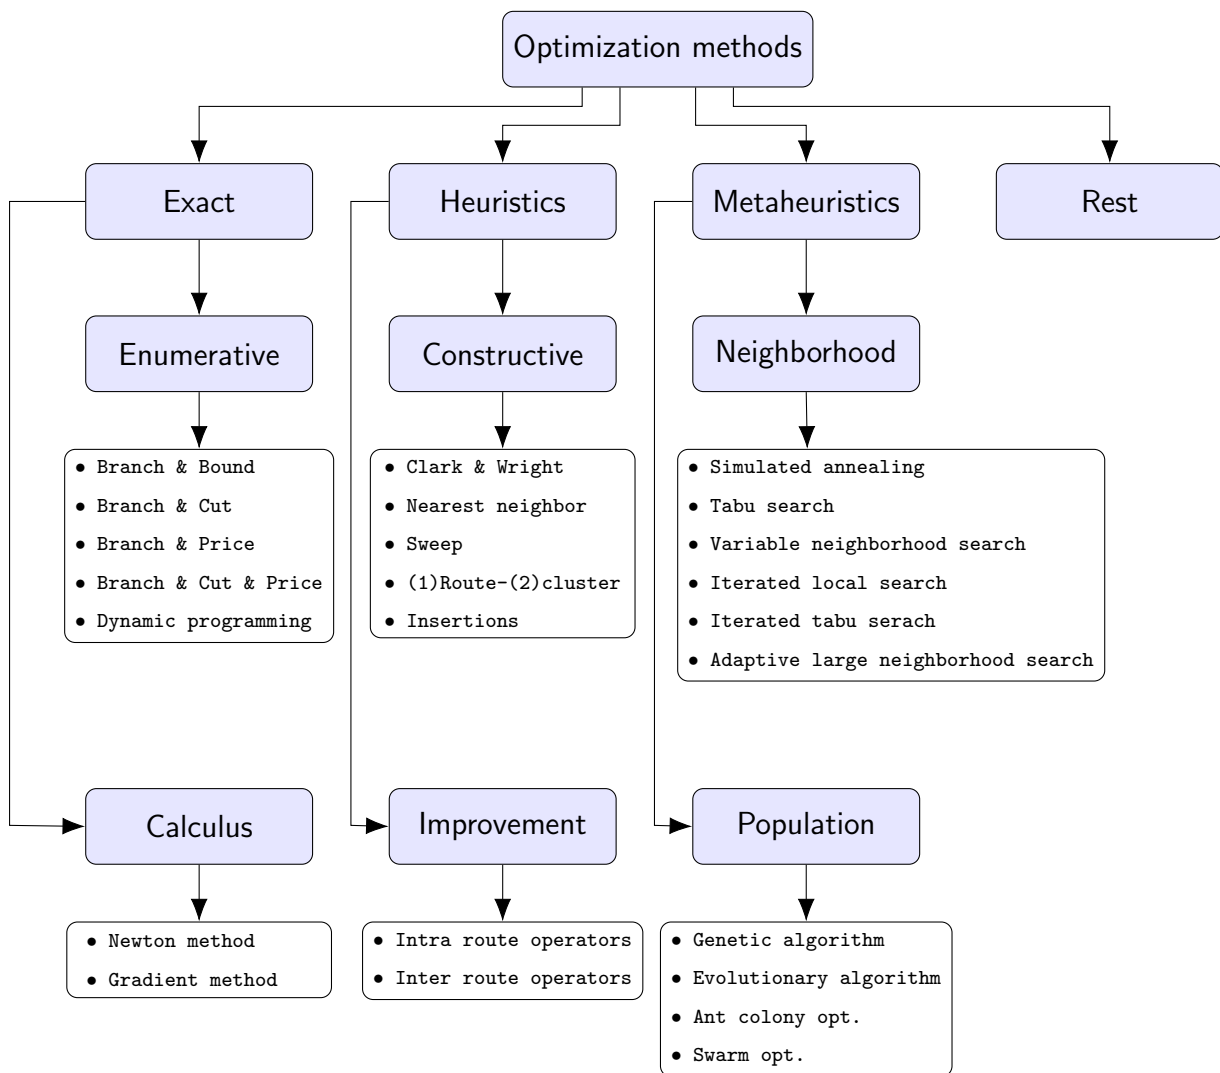 Optimization methods
Exact
Heuristics
Metaheuristics
Rest
Enumerative
Constructive
Neighborhood
• Branch & Bound
• Branch & Cut
• Branch & Price
• Branch & Cut & Price
• Dynamic programming
• Clark & Wright
• Nearest neighbor
• Sweep
• (1)Route-(2)cluster
• Insertions
• Simulated annealing
• Tabu search
• Variable neighborhood search
• Iterated local search
• Iterated tabu serach
• Adaptive large neighborhood search
Calculus
Improvement
Population
• Newton method
• Gradient method
• Intra route operators
• Inter route operators
• Genetic algorithm
• Evolutionary algorithm
• Ant colony opt.
• Swarm opt.